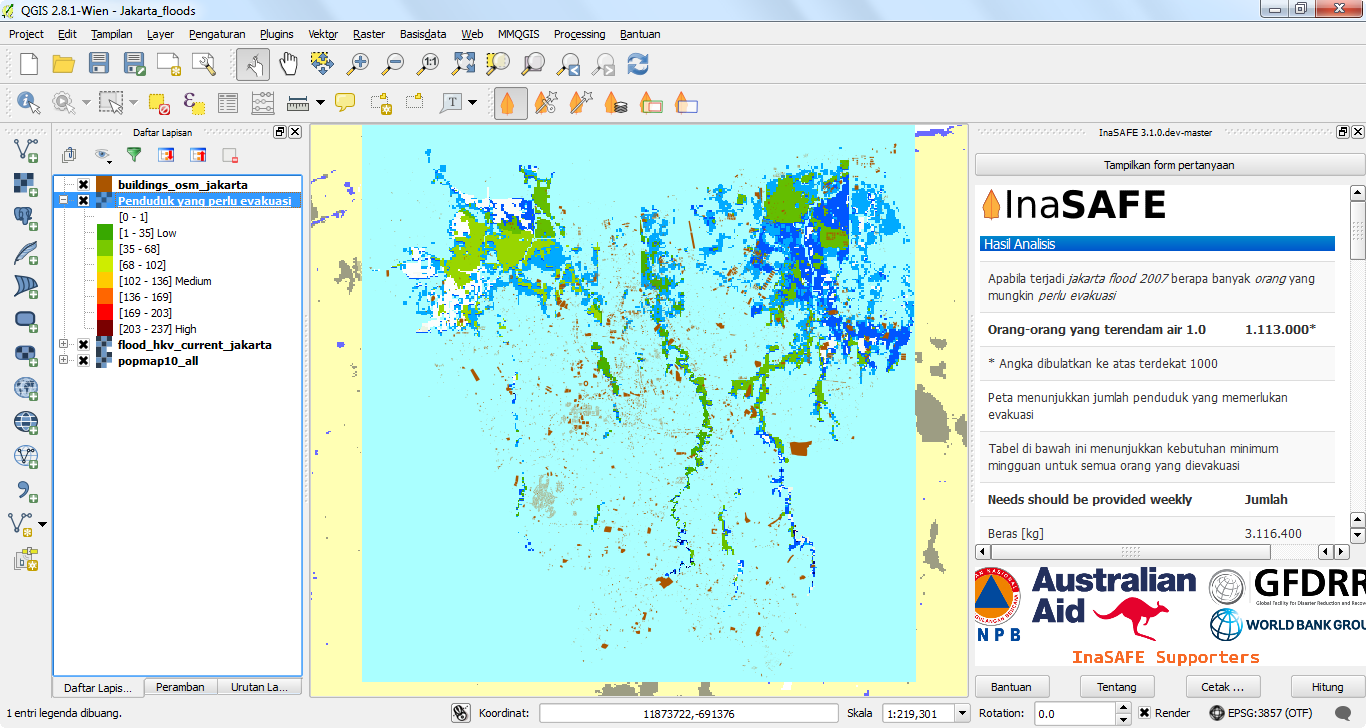 QGIS 2.8.1-Wien - Jakarta_floods
Project Edit Tampilan Layer Pengaturan Plugins Vektor Raster Basisdata Web MMQGIS Processing Bantuan
1:1
T
Daftar Lapisan
buildings_osm_jakarta
Penduduk yang perlu evakuasi
[0 - 1]
[1 - 35] Low
[35 - 68]
[68 - 102]
[102 - 136] Medium
[136 - 169]
[169 - 203]
[203 - 237] High
flood_hkv_current_jakarta
popmap10_all
Daftar Lapis... Peramban Urutan La...
InaSAFE 3.1.0.dev-master
Tampilkan form pertanyaan
InaSAFE
Hasil Analisis
Apabila terjadi jakarta flood 2007 berapa banyak orang yang
mungkin perlu evakuasi
Orang-orang yang terendam air 1.0 1.113.000*
* Angka dibulatkan ke atas terdekat 1000
Peta menunjukkan jumlah penduduk yang memerlukan
evakuasi
Tabel di bawah ini menunjukkan kebutuhan minimum
mingguan untuk semua orang yang dievakuasi
Needs should be provided weekly Jumlah
Beras [kg] 3.116.400
NPB
Australian
Aid
GFDRR
Global Facility for Disaster Reduction and Recov
WORLD BANK GROU
InaSAFE Supporters
Bantuan Tentang Cetak ... Hitung
1 entri legenda dibuang. Koordinat: 11873722,-691376 Skala 1:219,301 Rotation: 0.0 Render EPSG:3857 (OTF)